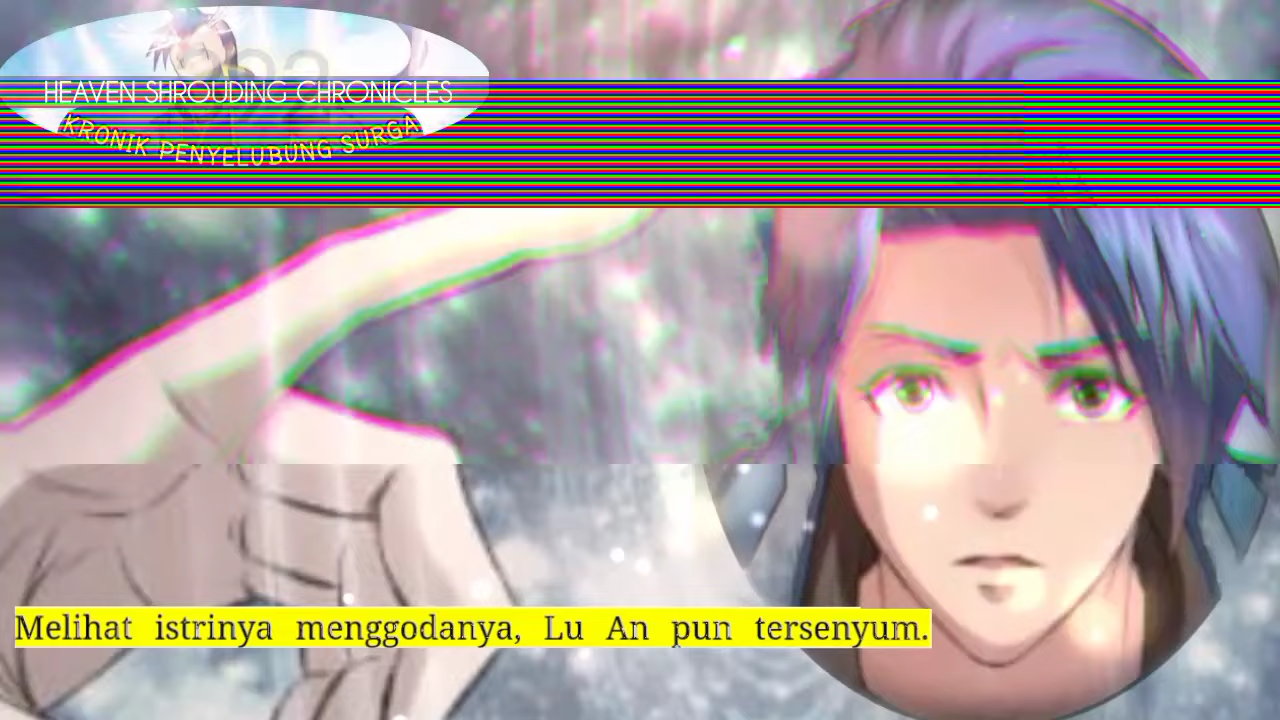 HEAVEN SHROUDING CHRONICLES
KRONIK PENYELUBUNG SURGA
Melihat istrinya menggodanya, Lu An pun tersenyum.